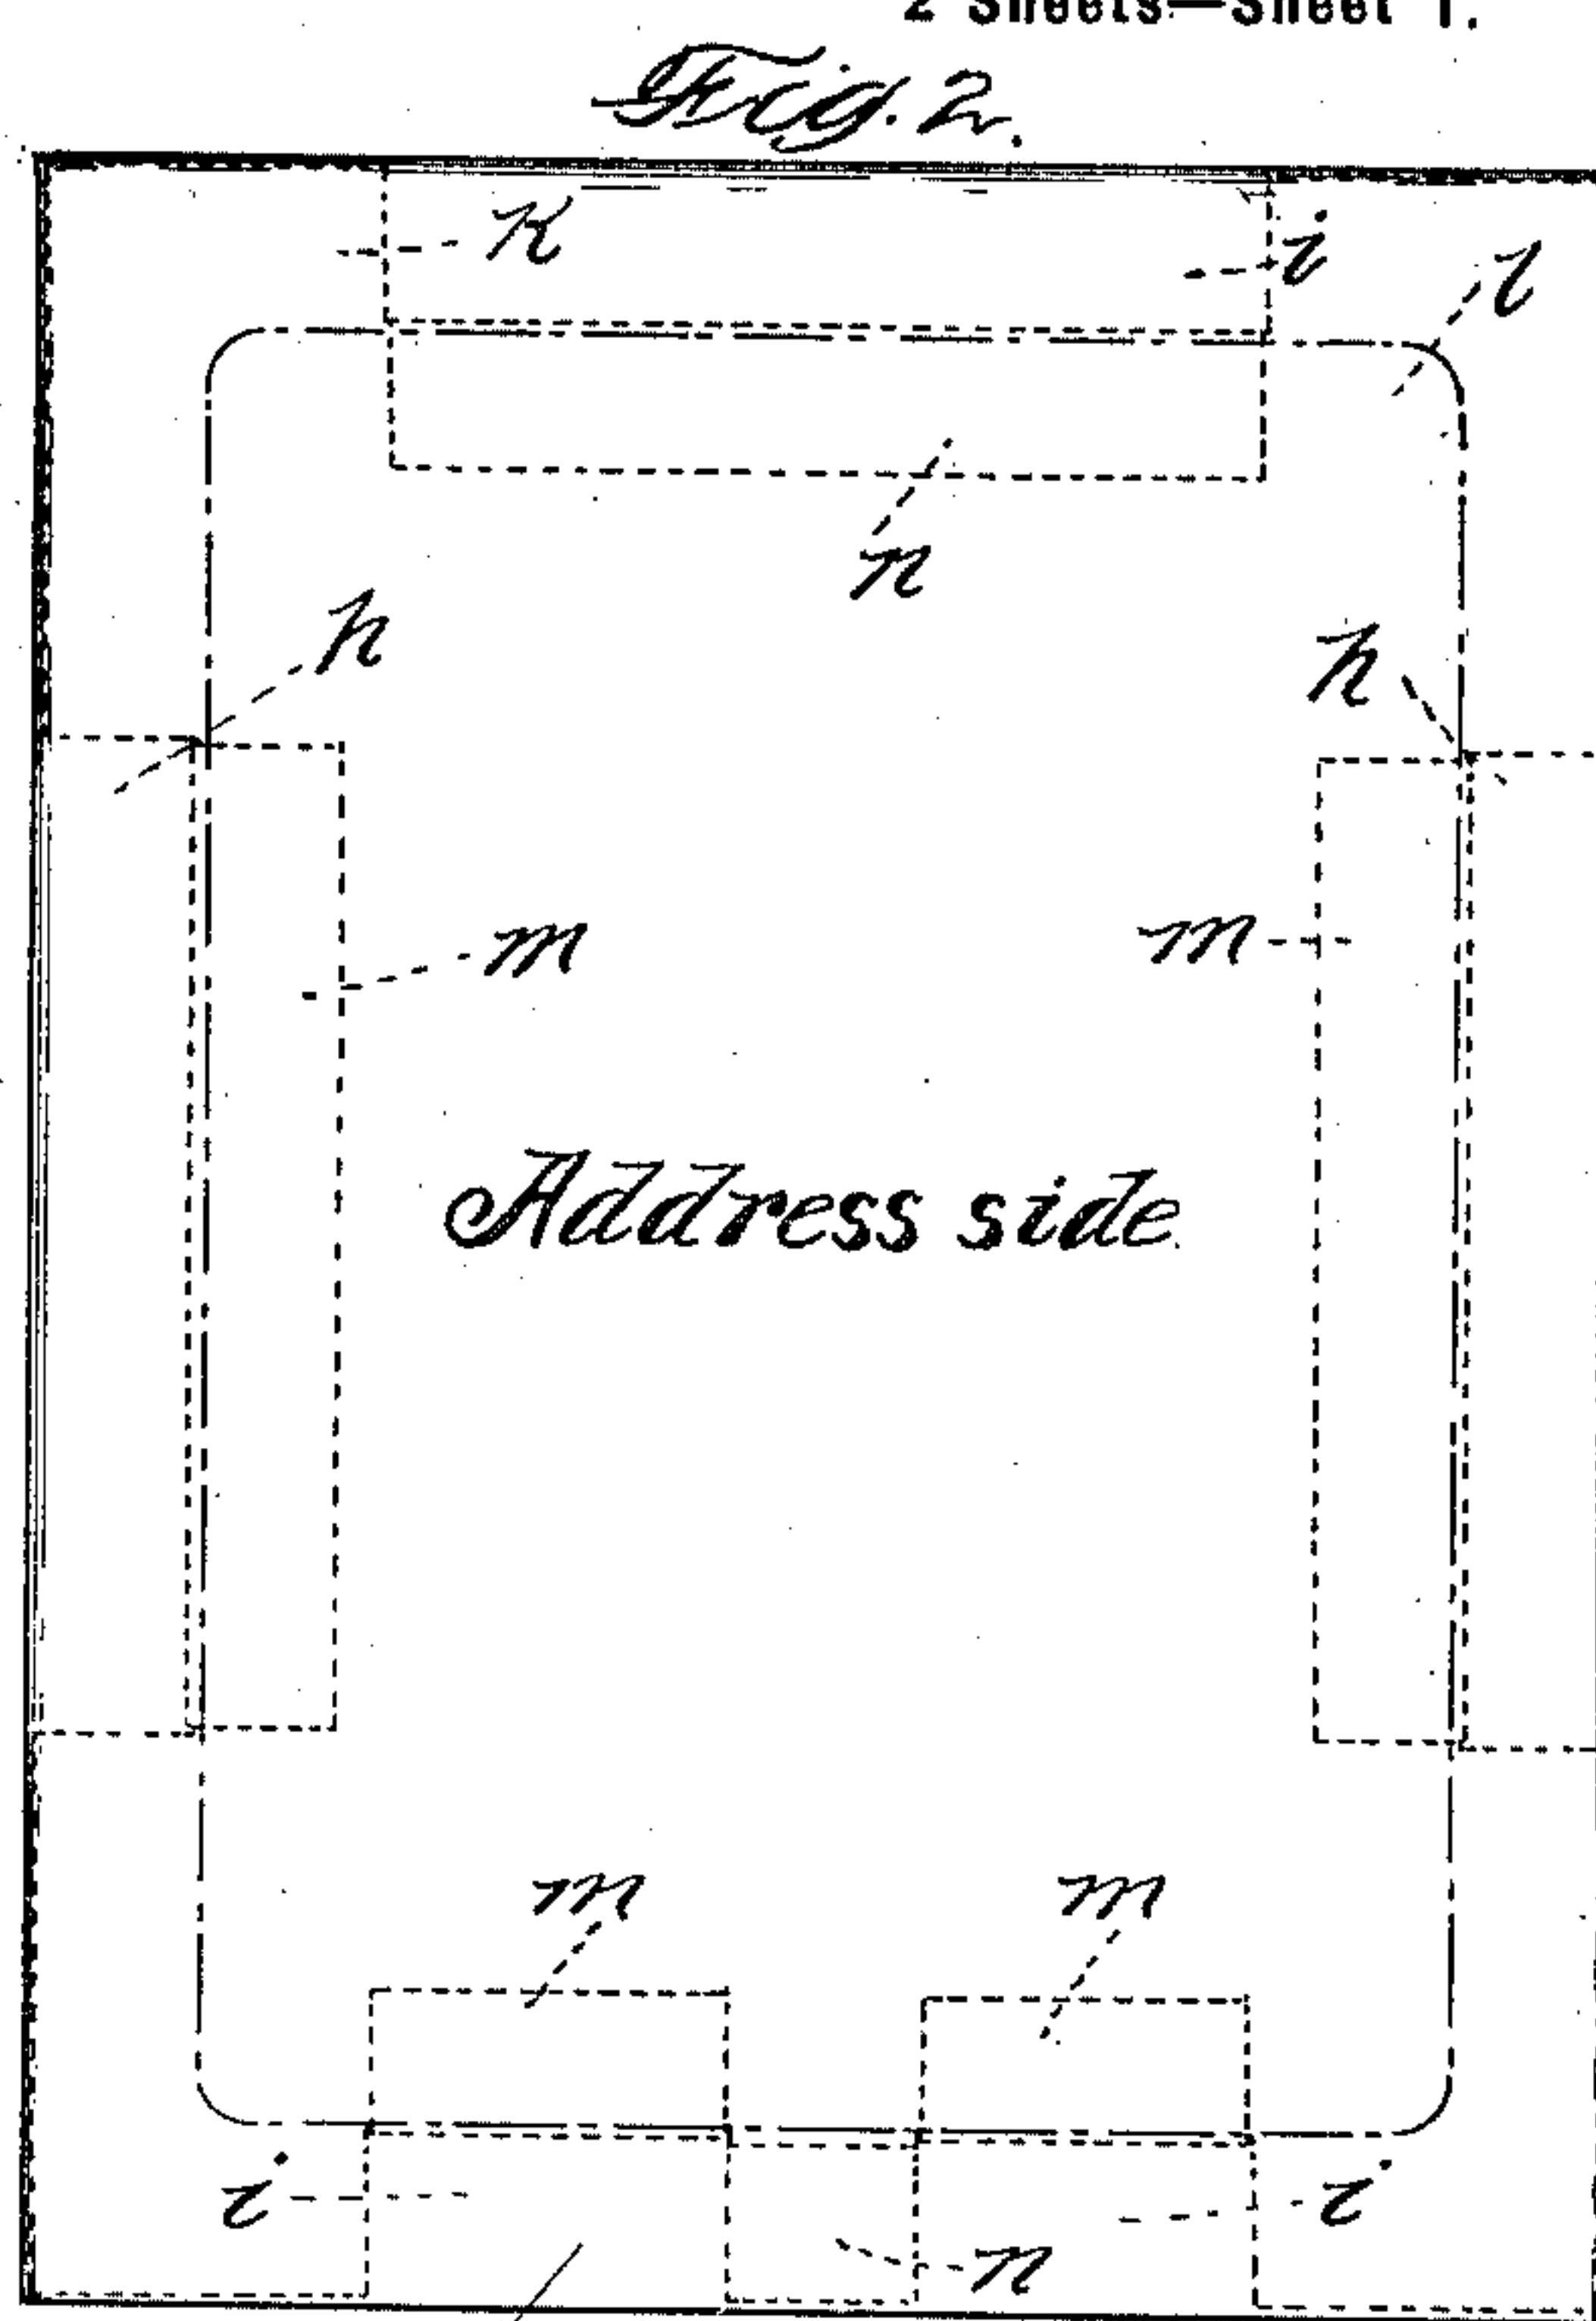 2 Sheets—Sheet 1.
Fig. 2.
k
i
l
n
h
h
m
m
Address side.
m
m
i
i
n